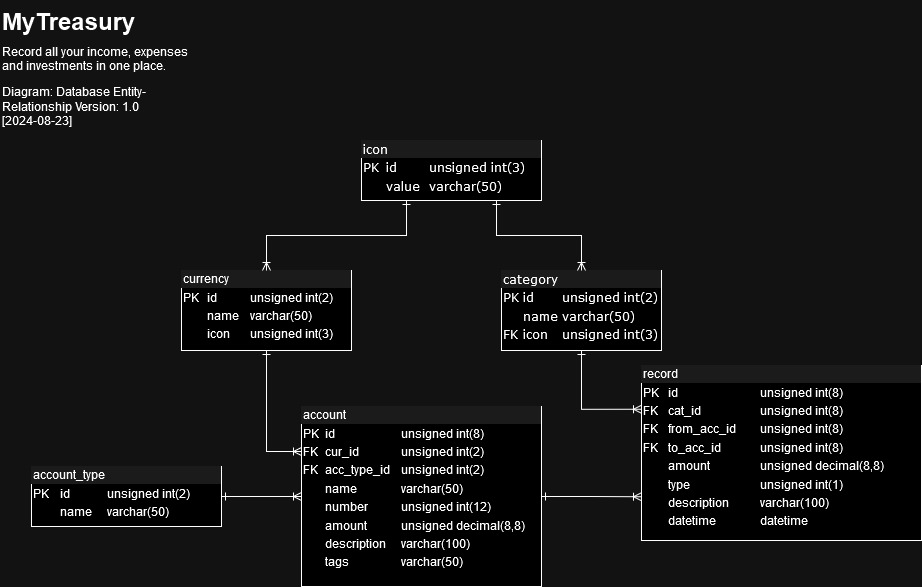 MyTreasury
Record all your income, expenses
and investments in one place.
Diagram: Database Entity-
Relationship Version: 1.0
[2024-08-23]
icon
PK id unsigned int(3)
value varchar(50)
currency
PK id unsigned int(2)
name varchar(50)
icon unsigned int(3)
category
PK id unsigned int(2)
name varchar(50)
FK icon unsigned int(3)
record
PK id unsigned int(8)
FK cat_id unsigned int(8)
FK from_acc_id unsigned int(8)
FK to_acc_id unsigned int(8)
amount unsigned decimal(8,8)
type unsigned int(1)
description varchar(100)
datetime datetime
account
PK id unsigned int(8)
FK cur_id unsigned int(2)
FK acc_type_id unsigned int(2)
name varchar(50)
number unsigned int(12)
amount unsigned decimal(8,8)
description varchar(100)
tags varchar(50)
account_type
PK id unsigned int(2)
name varchar(50)